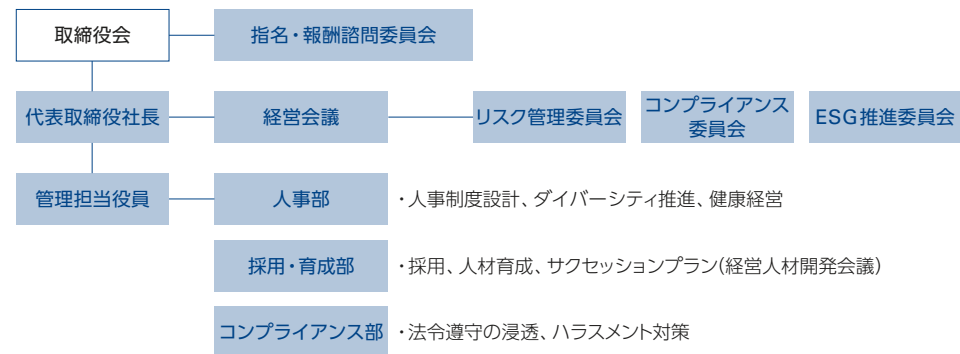 取締役会
指名・報酬諮問委員会
代表取締役社長
経営会議
リスク管理委員会
コンプライアンス
委員会
ESG推進委員会
管理担当役員
人事部
・人事制度設計、ダイバーシティ推進、健康経営
採用・育成部
・採用、人材育成、サクセッションプラン(経営人材開発会議)
コンプライアンス部
・法令遵守の浸透、ハラスメント対策